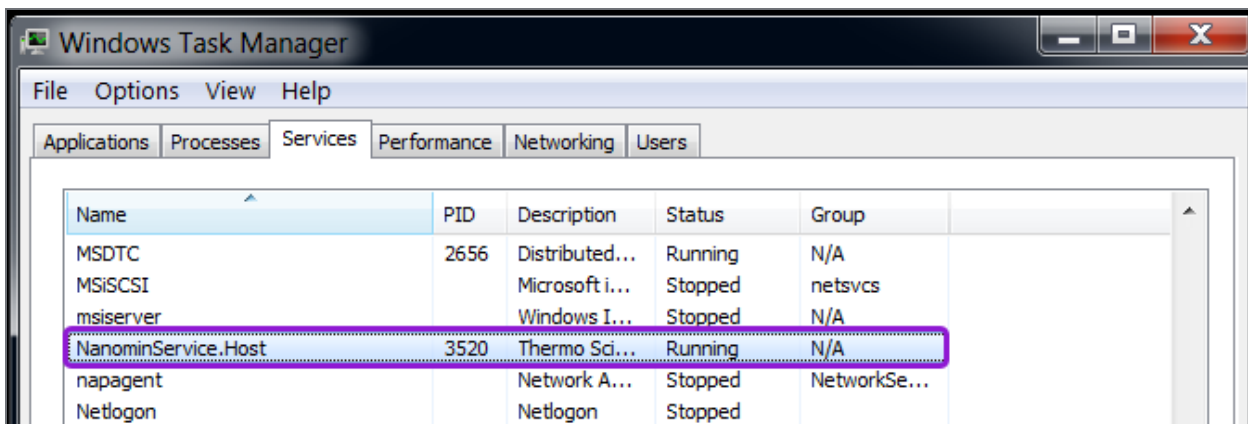 Windows Task Manager
File Options View Help
Applications Processes Services Performance Networking Users
Name PID Description Status Group
MSDTC 2656 Distributed... Running N/A
MSiSCSI Microsoft i... Stopped netsvcs
msiserver Windows I... Stopped N/A
NanominService.Host 3520 Thermo Sci... Running N/A
napagent Network A... Stopped NetworkSe...
Netlogon Netlogon Stopped